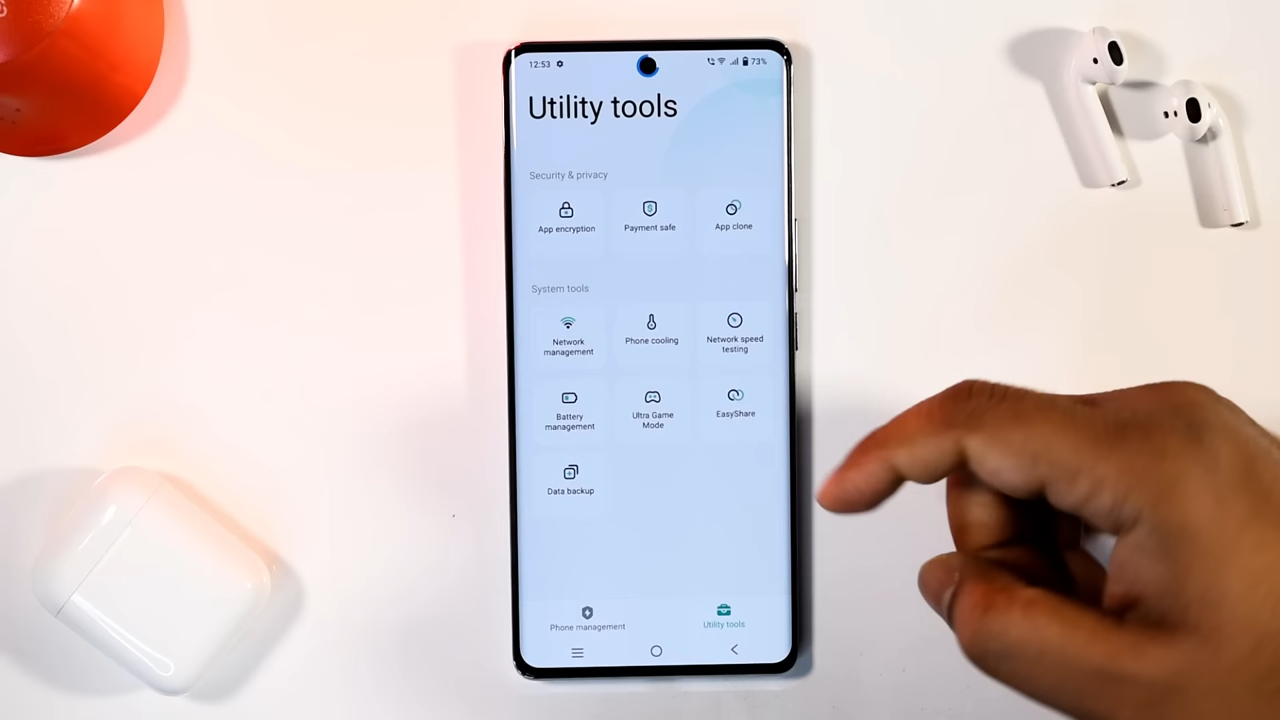 12:53
73%
Utility tools
Security & privacy
App encryption
Payment safe
App clone
System tools
Network
management
Phone cooling
Network speed
testing
Battery
management
Ultra Game
Mode
EasyShare
Data backup
Phone management
Utility tools